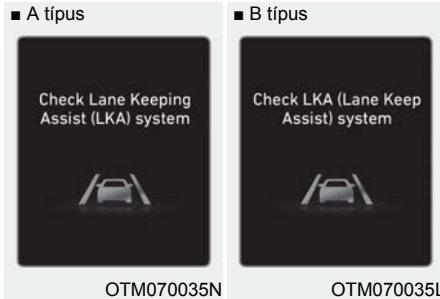 ■ A típus
■ B típus
Check Lane Keeping
Assist (LKA) system
Check LKA (Lane Keep
Assist) system
OTM070035N
OTM070035L